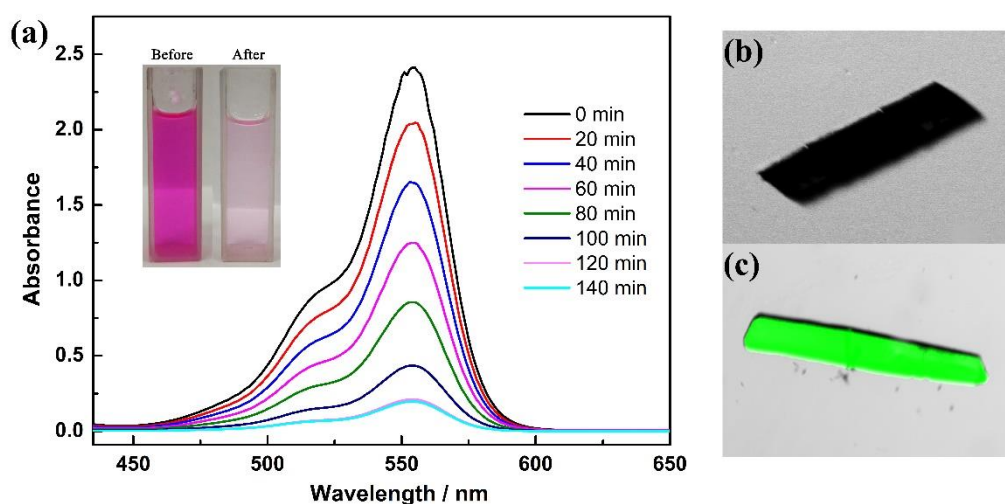 (a)
Before After
0 min
20 min
40 min
60 min
80 min
100 min
120 min
140 min
2.5
2.0
1.5
1.0
0.5
0.0
Absorbance
450 500 550 600 650
Wavelength / nm
(b)
(c)